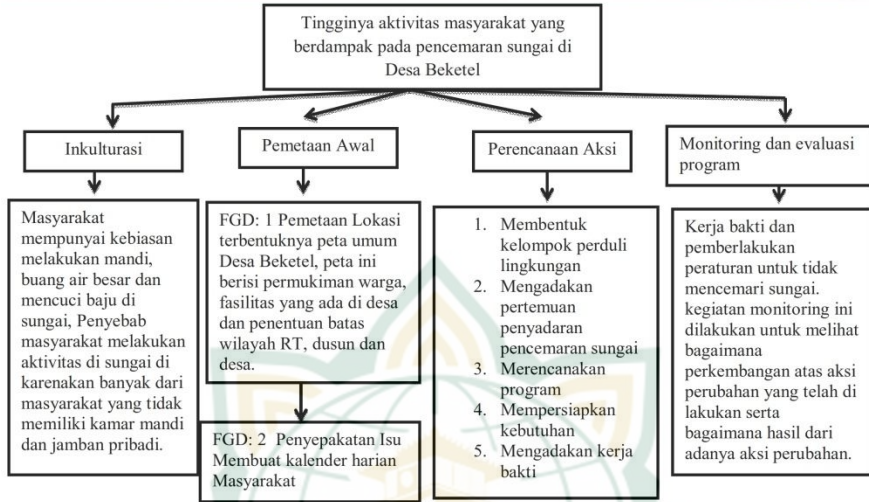 Tingginya aktivitas masyarakat yang
berdampak pada pencemaran sungai di
Desa Beketel
Inkulturasi
Pemetaan Awal
Perencanaan Aksi
Monitoring dan evaluasi
program
Masyarakat
mempunyai kebiasan
melakukan mandi,
buang air besar dan
mencuci baju di
sungai, Penyebab
masyarakat melakukan
aktivitas di sungai di
karenakan banyak dari
masyarakat yang tidak
memiliki kamar mandi
dan jamban pribadi.
FGD: 1 Pemetaan Lokasi
terbentuknya peta umum
Desa Beketel, peta ini
berisi permukiman warga,
fasilitas yang ada di desa
dan penentuan batas
wilayah RT, dusun dan
desa.
FGD: 2 Penyepakatan Isu
Membuat kalender harian
Masyarakat
1. Membentuk
kelompok perduli
lingkungan
2. Mengadakan
pertemuan
penyadaran
pencemaran sungai
3. Merencanakan
program
4. Mempersiapkan
kebutuhan
5. Mengadakan kerja
bakti
Kerja bakti dan
pemberlakukan
peraturan untuk tidak
mencemari sungai.
kegiatan monitoring ini
dilakukan untuk melihat
bagaimana
perkembangan atas aksi
perubahan yang telah di
lakukan serta
bagaimana hasil dari
adanya aksi perubahan.